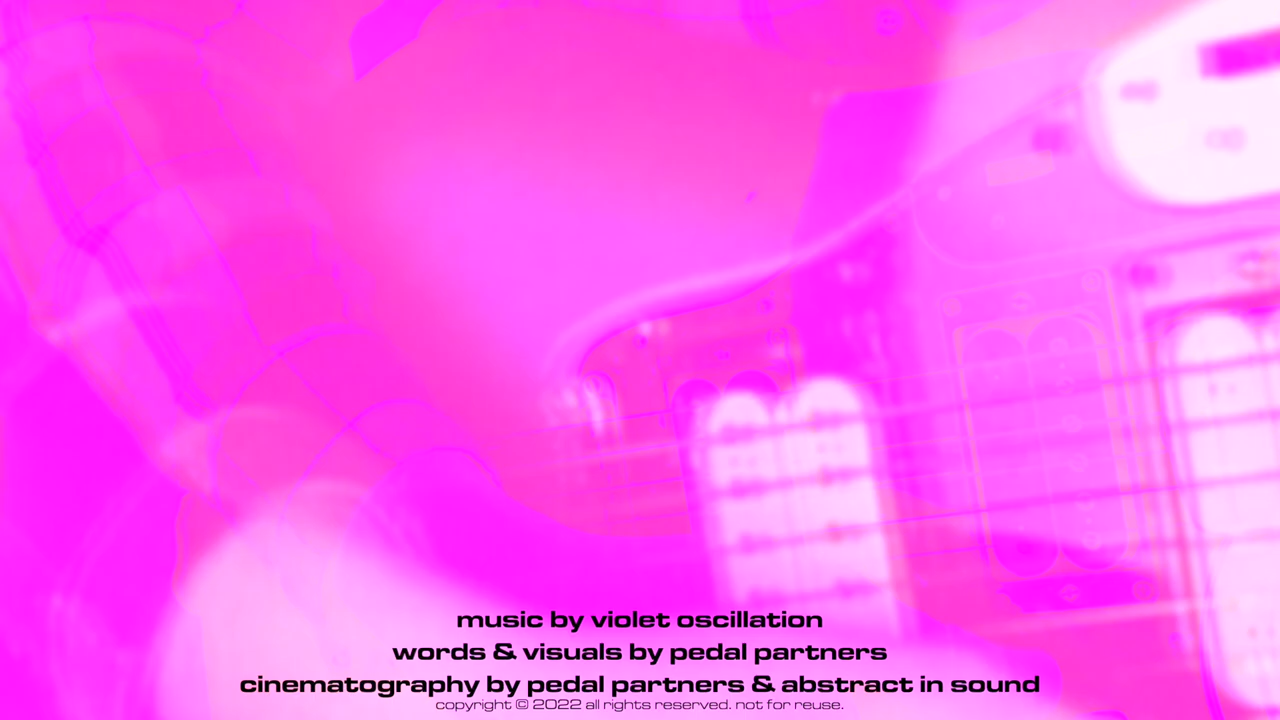 music by violet oscillation
words & visuals by pedal partners
cinematography by pedal partners & abstract in sound
copyright © 2022 all rights reserved. not for reuse.